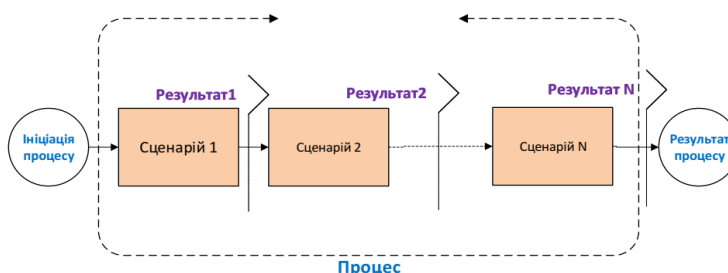 Результат1
Результат2
Результат N
Ініціація
процесу
Сценарій 1
Сценарій 2
Сценарій N
Результат
процесу
Процес